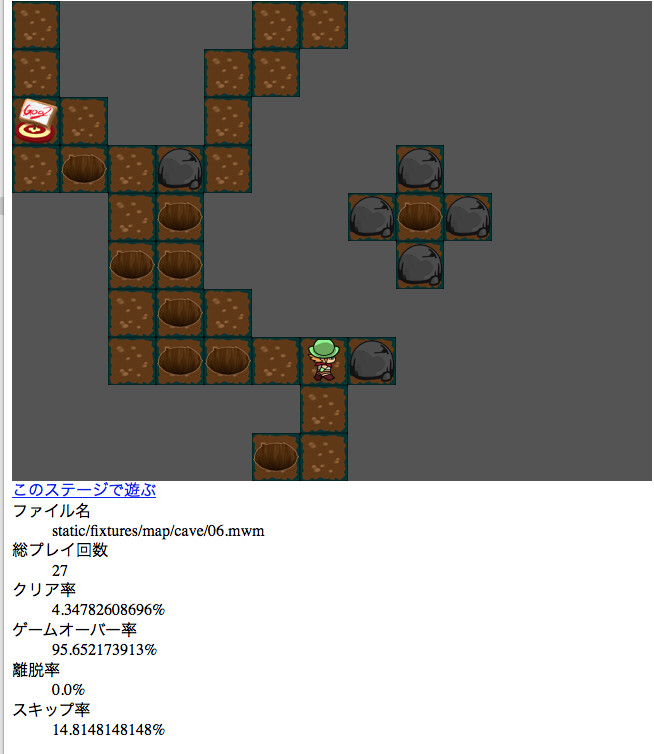 Goal
このステージで遊ぶ
ファイル名
static/fixtures/map/cave/06.mwm
総プレイ回数
27
クリア率
4.34782608696%
ゲームオーバー率
95.652173913%
離脱率
0.0%
スキップ率
14.8148148148%